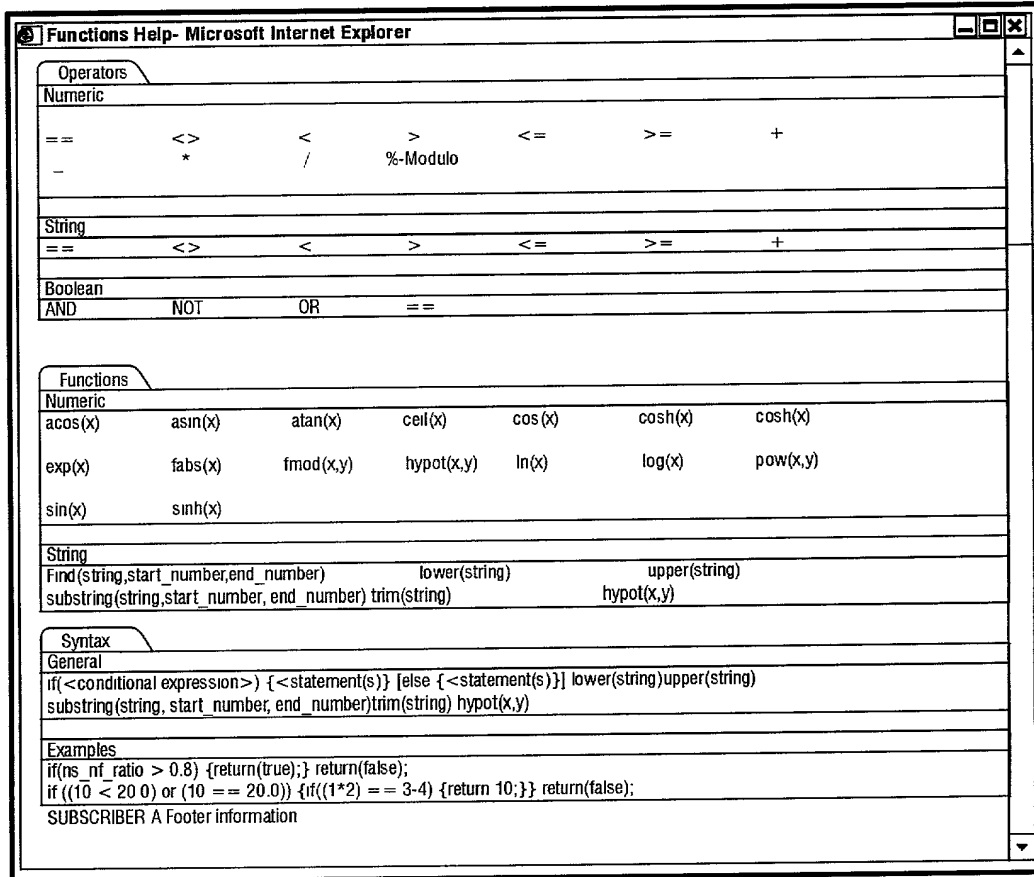 Functions Help- Microsoft Internet Explorer
Operators
Numeric
== <> < > <= >= +
– * / %-Modulo
String
== <> < > <= >= +
Boolean
AND NOT OR ==
Functions
Numeric
acos(x) asin(x) atan(x) ceil(x) cos(x) cosh(x) cosh(x)
exp(x) fabs(x) fmod(x,y) hypot(x,y) ln(x) log(x) pow(x,y)
sin(x) sinh(x)
String
Find(string,start_number,end_number) lower(string) upper(string)
substring(string,start_number, end_number) trim(string) hypot(x,y)
Syntax
General
if(<conditional expression>) {<statement(s)} [else {<statement(s)}] lower(string)upper(string)
substring(string, start_number, end_number)trim(string) hypot(x,y)
Examples
if(ns_nf_ratio > 0.8) {return(true);} return(false);
if ((10 < 20 0) or (10 == 20.0)) {if((1*2) == 3-4) {return 10;}} return(false);
SUBSCRIBER A Footer information